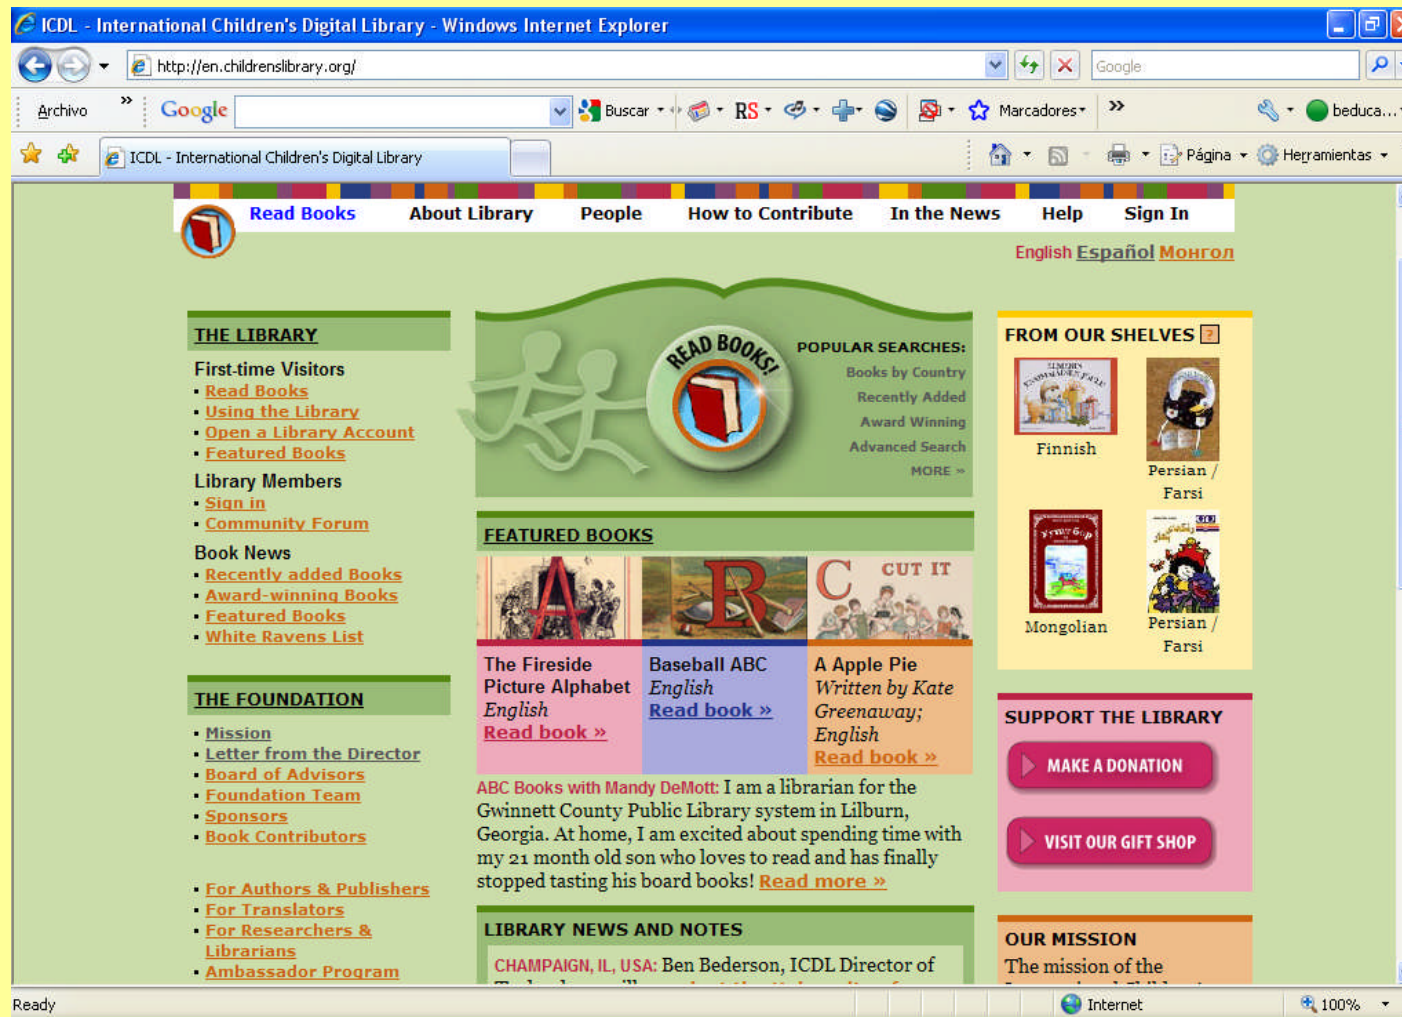 ICDL - International Children's Digital Library - Windows Internet Explorer
http://en.childrenslibrary.org/
Google
Archivo » Google Buscar RS Marcadores » beduca...
ICDL - International Children's Digital Library
Página Herramientas
Read Books About Library People How to Contribute In the News Help Sign In
English Español Монгол
THE LIBRARY
First-time Visitors
Read Books
Using the Library
Open a Library Account
Featured Books
Library Members
Sign in
Community Forum
Book News
Recently added Books
Award-winning Books
Featured Books
White Ravens List
THE FOUNDATION
Mission
Letter from the Director
Board of Advisors
Foundation Team
Sponsors
Book Contributors
For Authors & Publishers
For Translators
For Researchers &
Librarians
Ambassador Program
READ BOOKS!
POPULAR SEARCHES:
Books by Country
Recently Added
Award Winning
Advanced Search
MORE »
FEATURED BOOKS
A
B
C CUT IT
The Fireside
Picture Alphabet
English
Read book »
Baseball ABC
English
Read book »
A Apple Pie
Written by Kate
Greenaway;
English
Read book »
ABC Books with Mandy DeMott: I am a librarian for the
Gwinnett County Public Library system in Lilburn,
Georgia. At home, I am excited about spending time with
my 21 month old son who loves to read and has finally
stopped tasting his board books! Read more »
LIBRARY NEWS AND NOTES
CHAMPAIGN, IL, USA: Ben Bederson, ICDL Director of
FROM OUR SHELVES ?
Finnish
Persian /
Farsi
Mongolian
Persian /
Farsi
SUPPORT THE LIBRARY
MAKE A DONATION
VISIT OUR GIFT SHOP
OUR MISSION
The mission of the
Ready Internet 100%